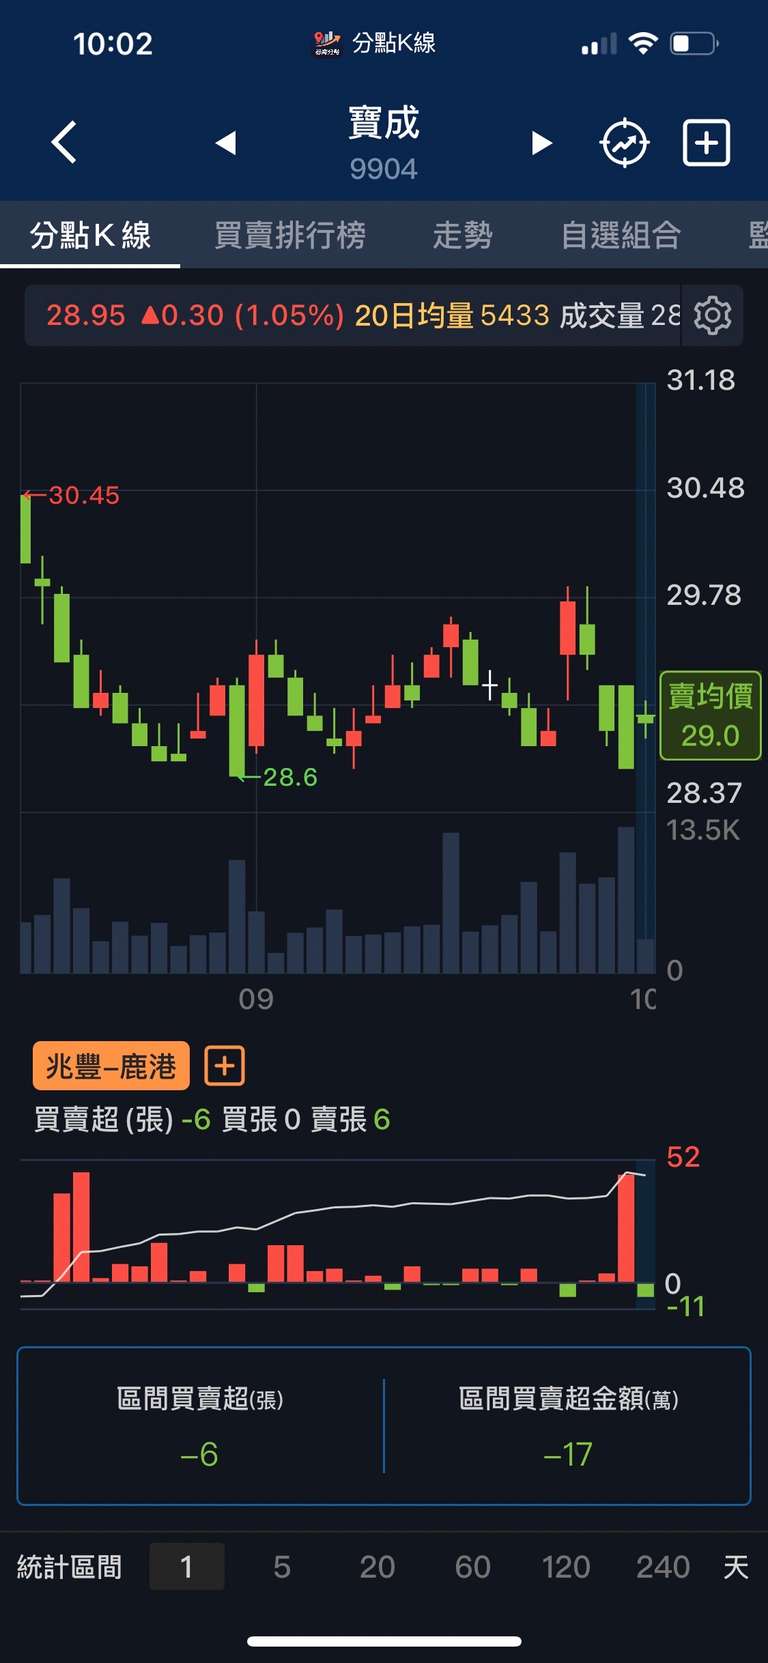 10:02 分點K線
寶成
9904
分點K線 買賣排行榜 走勢 自選組合
28.95 ▲0.30 (1.05%) 20日均量 5433 成交量 28
31.18
←30.45
30.48
29.78
賣均價
29.0
←28.6
28.37
13.5K
0
09 10
兆豐-鹿港
買賣超(張) -6 買張 0 賣張 6
52
0
-11
區間買賣超(張) 區間買賣超金額(萬)
-6 -17
統計區間 1 5 20 60 120 240 天